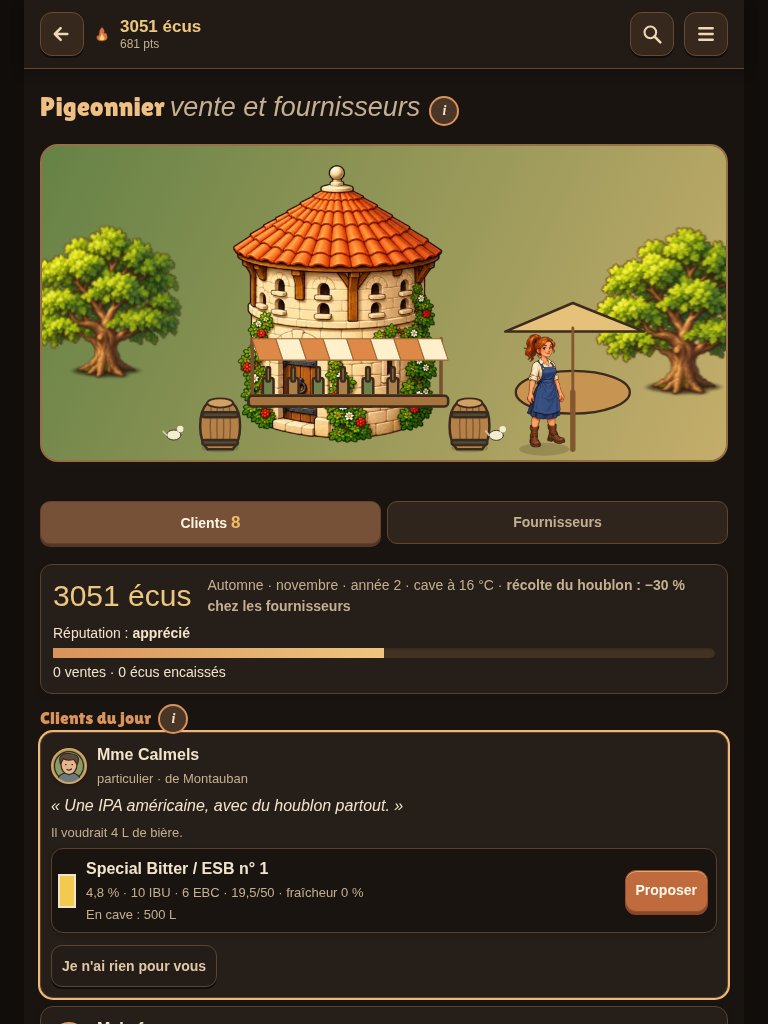 3051 écus
681 pts
Pigeonnier vente et fournisseurs i
Clients 8
Fournisseurs
3051 écus
Automne · novembre · année 2 · cave à 16 °C · récolte du houblon : −30 %
chez les fournisseurs
Réputation : apprécié
0 ventes · 0 écus encaissés
Clients du jour i
Mme Calmels
particulier · de Montauban
« Une IPA américaine, avec du houblon partout. »
Il voudrait 4 L de bière.
Special Bitter / ESB n° 1
4,8 % · 10 IBU · 6 EBC · 19,5/50 · fraîcheur 0 %
En cave : 500 L
Proposer
Je n'ai rien pour vous